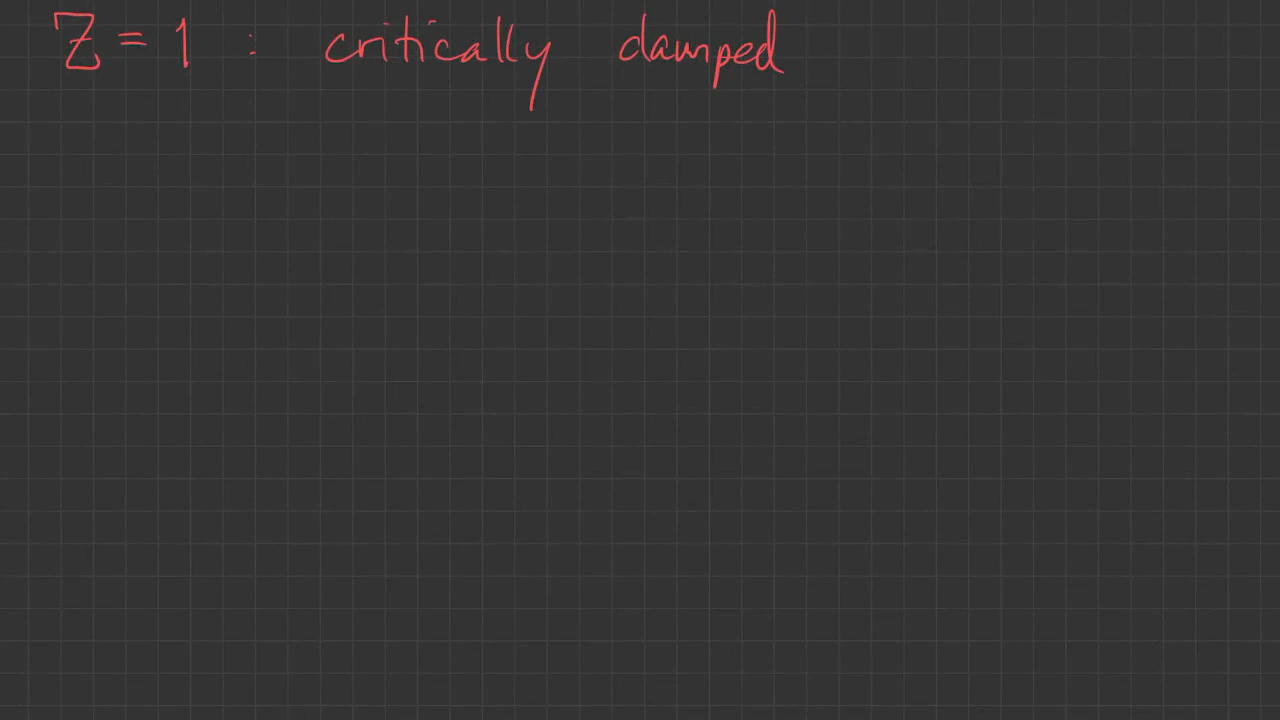 Z = 1 : critically damped